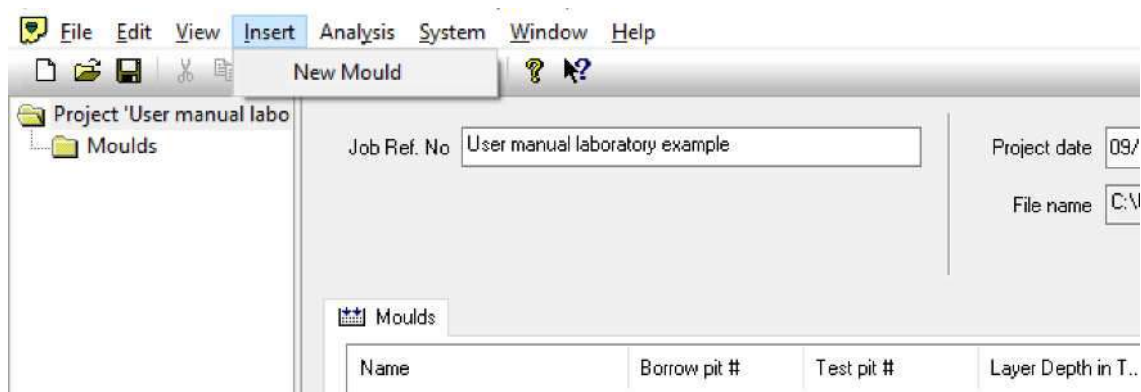 File Edit View Insert Analysis System Window Help
New Mould
Project 'User manual labo
Moulds
Job Ref. No User manual laboratory example
Project date 09/
File name C:\
Moulds
Name Borrow pit # Test pit # Layer Depth in T..